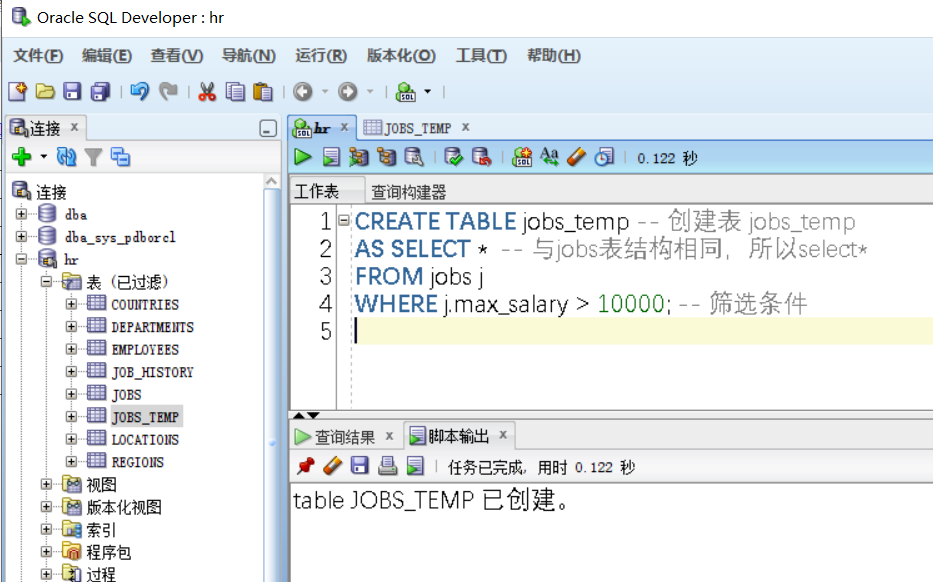 Oracle SQL Developer : hr
文件(F) 编辑(E) 查看(V) 导航(N) 运行(R) 版本化(O) 工具(T) 帮助(H)
连接
hr
JOBS_TEMP
0.122 秒
连接
dba
dba_sys_pdborcl
hr
表 (已过滤)
COUNTRIES
DEPARTMENTS
EMPLOYEES
JOB_HISTORY
JOBS
JOBS_TEMP
LOCATIONS
REGIONS
视图
版本化视图
索引
程序包
过程
工作表 查询构建器
1 CREATE TABLE jobs_temp -- 创建表 jobs_temp
2 AS SELECT * -- 与jobs表结构相同，所以select*
3 FROM jobs j
4 WHERE j.max_salary > 10000; -- 筛选条件
5
查询结果 脚本输出
任务已完成, 用时 0.122 秒
table JOBS_TEMP 已创建。